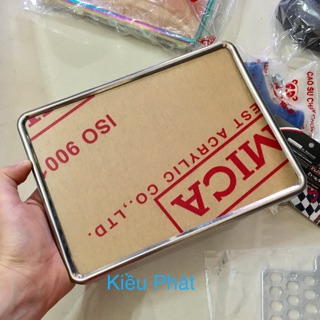 ISO 900
EST ACRYLIC CO.,LTD.
MICA
CAO SU
Kiều Phát